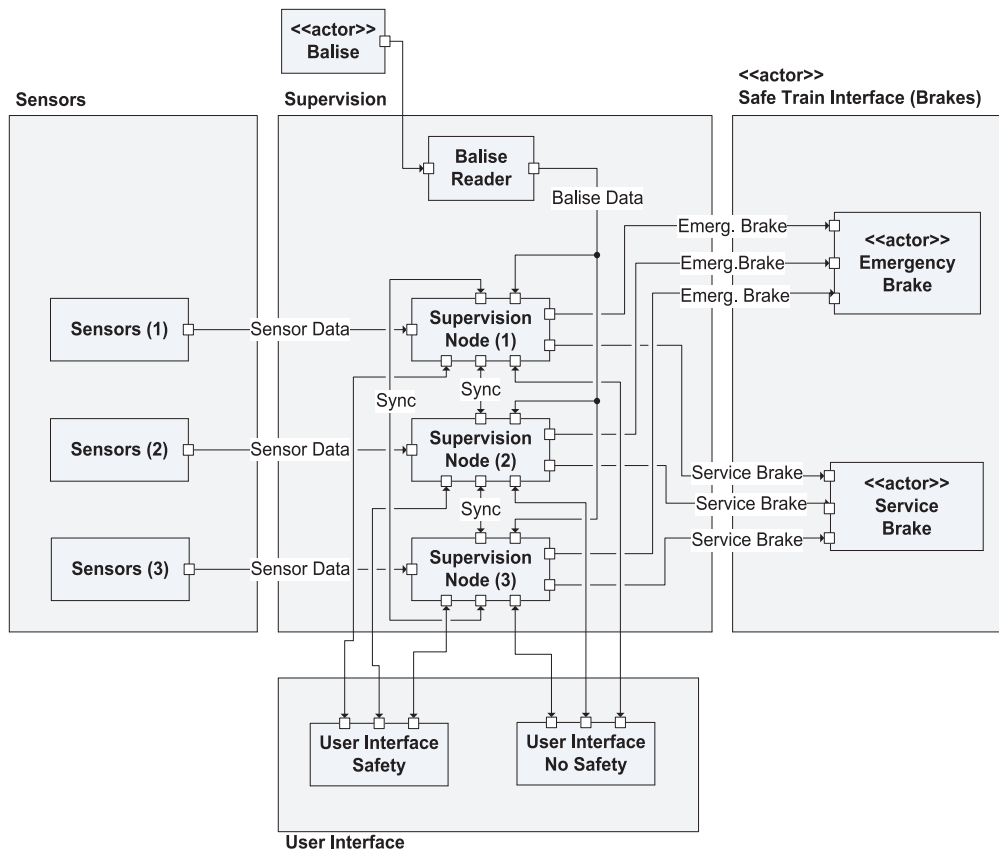 <<actor>>
Balise
<<actor>>
Safe Train Interface (Brakes)
Sensors
Supervision
Balise
Reader
Balise Data
Emerg. Brake
<<actor>>
Emergency
Brake
Emerg.Brake
Emerg. Brake
Sensors (1)
Sensor Data
Supervision
Node (1)
Sync
Sync
Sensors (2)
Sensor Data
Supervision
Node (2)
Service Brake
<<actor>>
Service
Brake
Service Brake
Service Brake
Sync
Sensors (3)
Sensor Data
Supervision
Node (3)
User Interface
Safety
User Interface
No Safety
User Interface